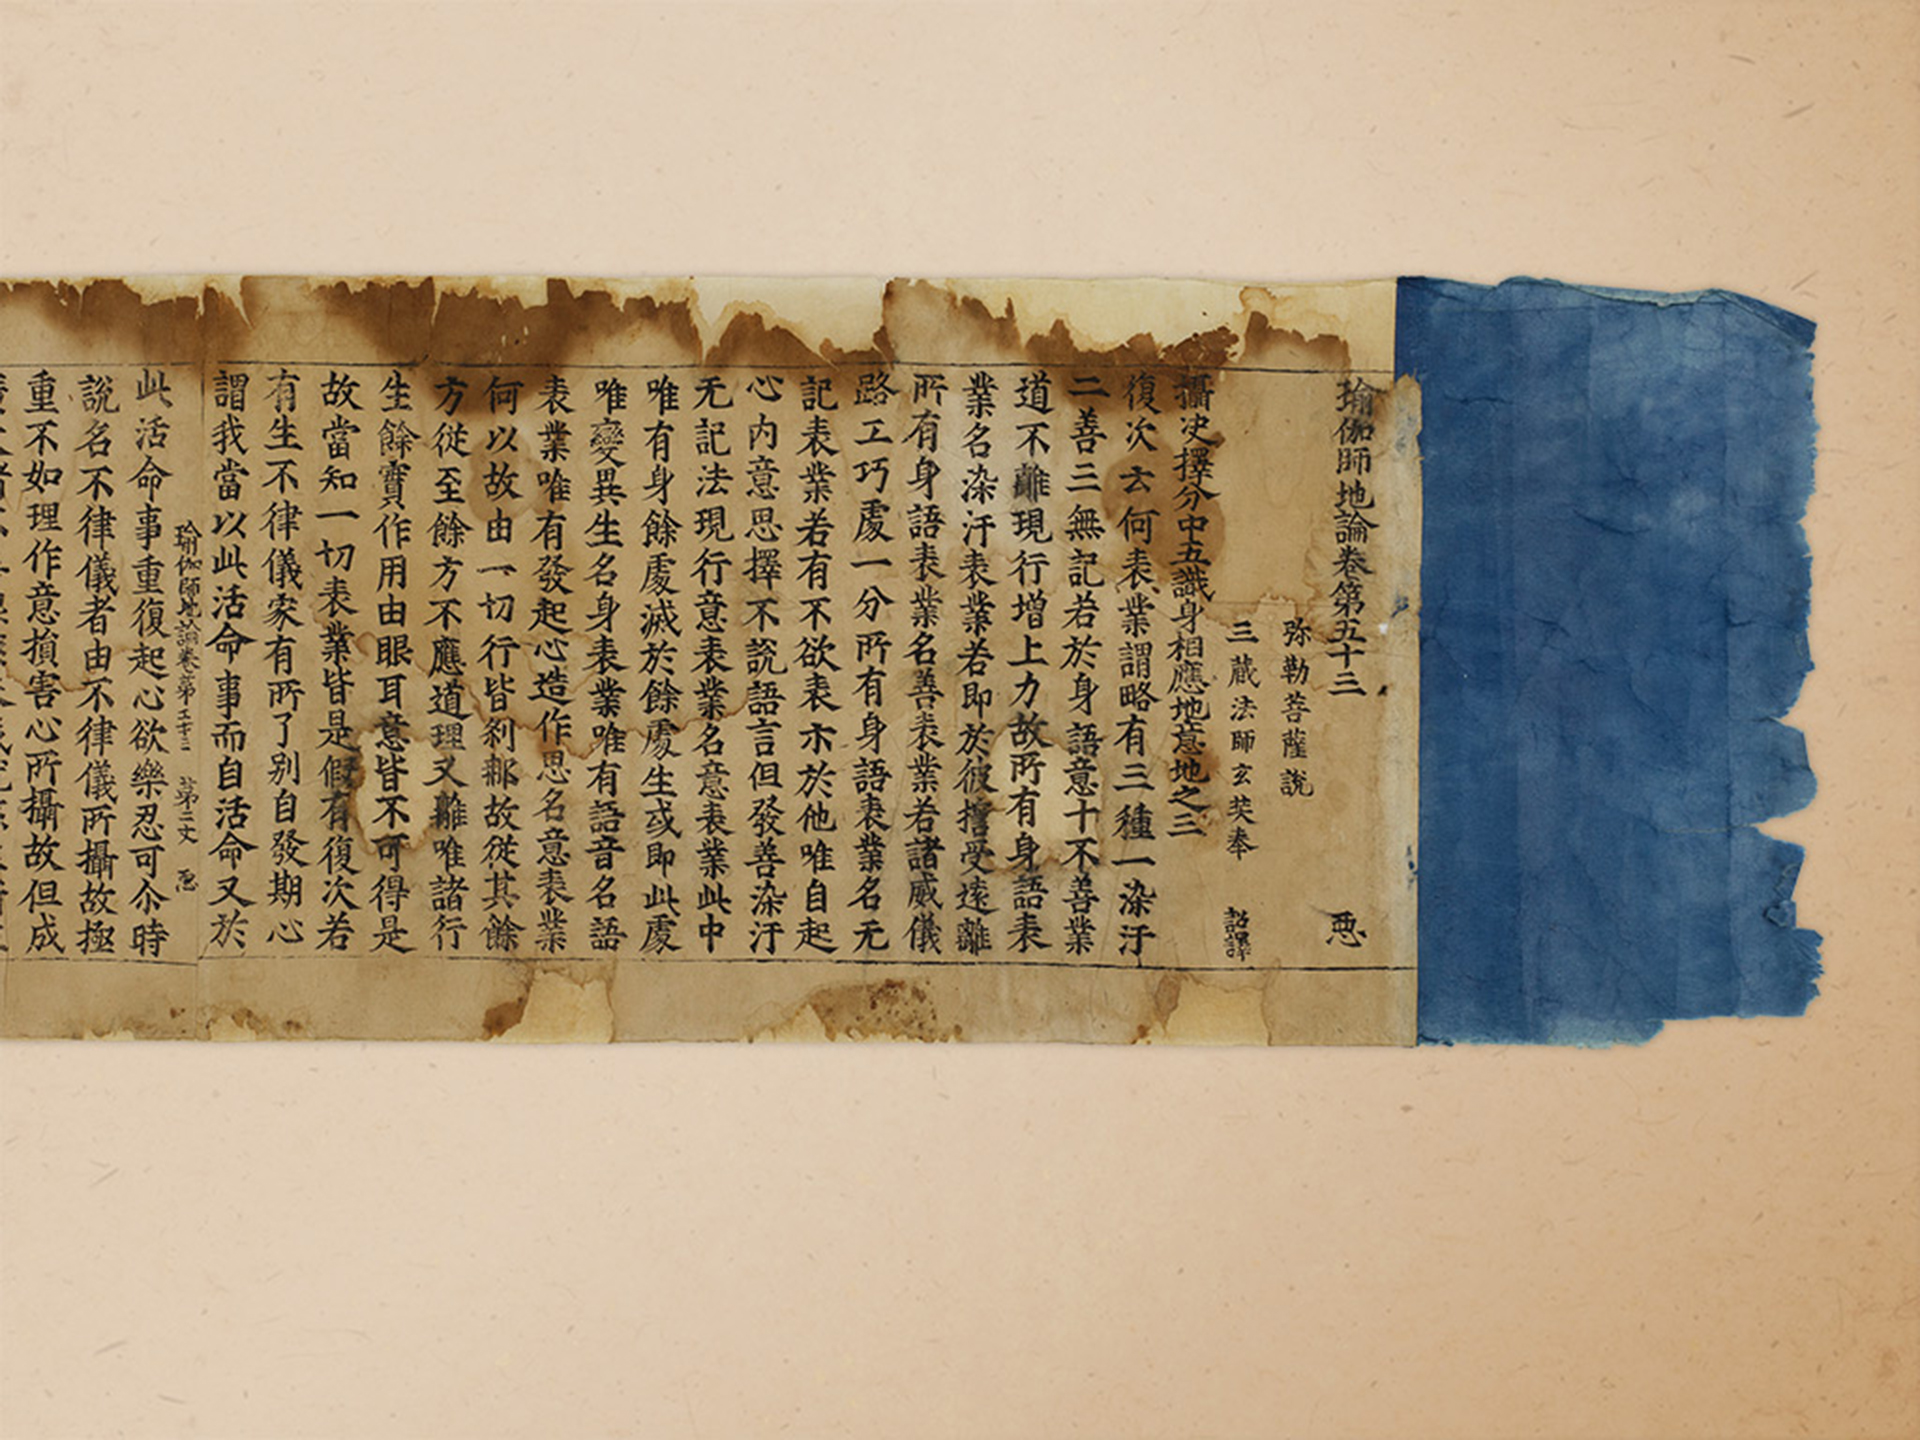 瑜伽師地論卷第五十三 惡
弥勒菩薩說
三藏法師玄奘奉 詔譯
攝决擇分中五識身相應地意地之三
復次云何表業謂略有三種一染汙
二善三無記若於身語意十不善業
道不離現行增上力故所有身語表
業名染汙表業若即於彼誓受遠離
所有身語表業名善表業若諸威儀
路工巧處一分所有身語表業名无
記表業若有不欲表示於他唯自起
心內意思擇不說語言但發善染汙
无記法現行意表業名意表業此中
唯有身餘處滅於餘處生或即此處
唯變異生名身表業唯有語音名語
表業唯有發起心造作思名意表業
何以故由一切行皆剎那故從其餘
方從至餘方不應道理又離唯諸行
生餘實作用由眼耳意皆不可得是
故當知一切表業皆是假有復次若
有生不律儀家有所了別自發期心
謂我當以此活命事而自活命又於
瑜伽師地論卷第五十三 第二丈 惡
此活命事重復起心欲樂忍可尒時
說名不律儀者由不律儀所攝故極
重不如理作意損害心所攝故但成